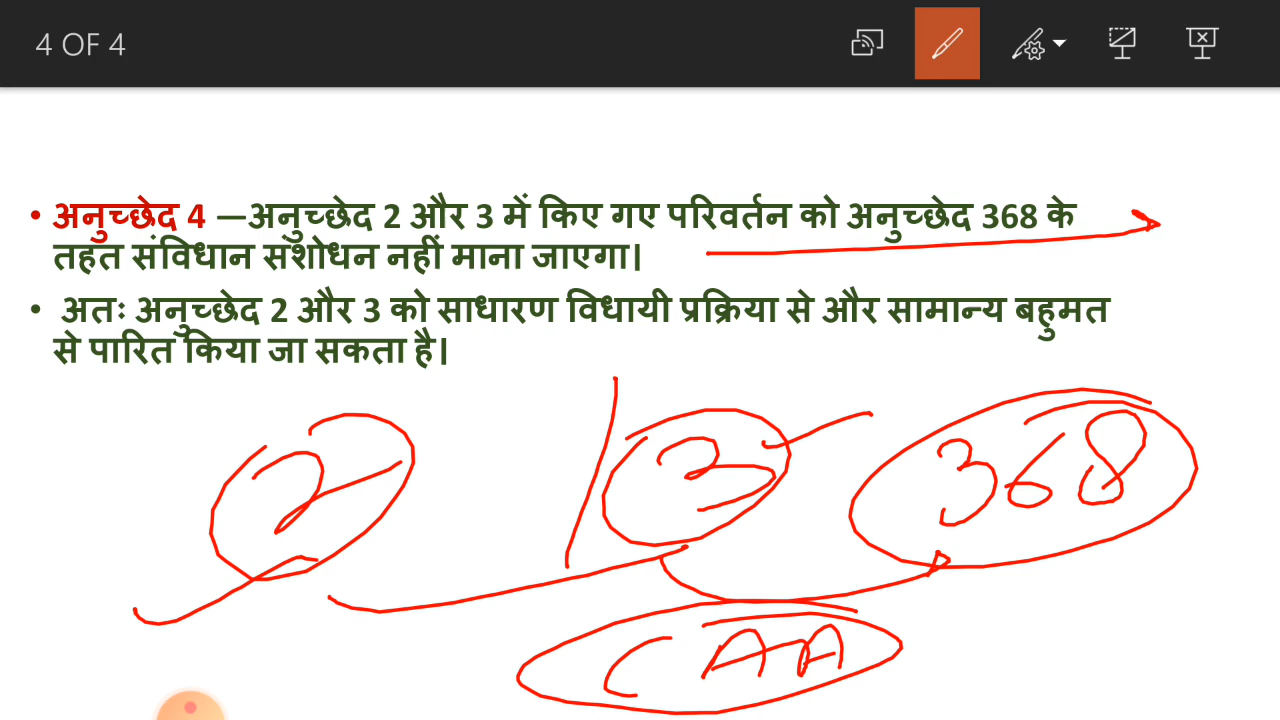 4 OF 4
• अनुच्छेद 4 —अनुच्छेद 2 और 3 में किए गए परिवर्तन को अनुच्छेद 368 के
तहत संविधान संशोधन नहीं माना जाएगा।
• अतः अनुच्छेद 2 और 3 को साधारण विधायी प्रक्रिया से और सामान्य बहुमत
से पारित किया जा सकता है।
2 3 368
CAA